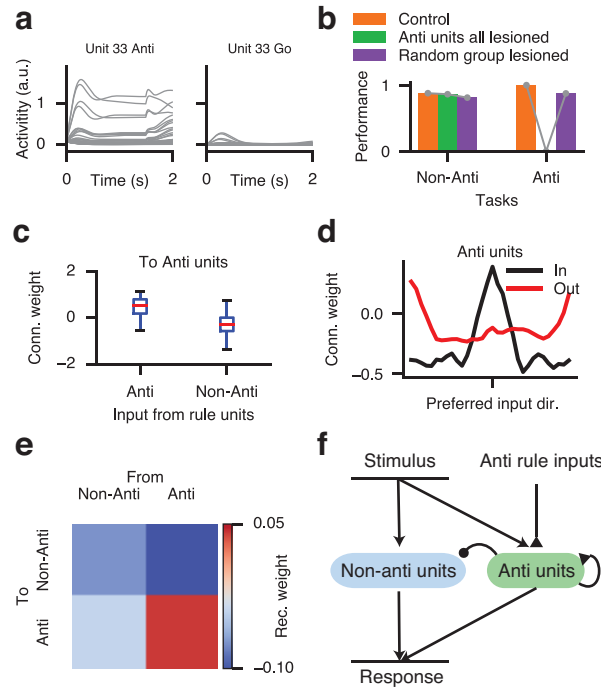 a
Unit 33 Anti
Unit 33 Go
Activitity (a.u.)
1
0
0
Time (s)
2
0
Time (s)
2
b
Control
Anti units all lesioned
Random group lesioned
Performance
1
0
Non-Anti
Anti
Tasks
c
To Anti units
Conn. weight
2
0
−2
Anti
Non-Anti
Input from rule units
d
Anti units
In
Out
Conn. weight
0.0
−0.5
Preferred input dir.
e
From
Non-Anti
Anti
To
Non-Anti
Anti
0.05
Rec. weight
−0.10
f
Stimulus
Anti rule inputs
Non-anti units
Anti units
Response